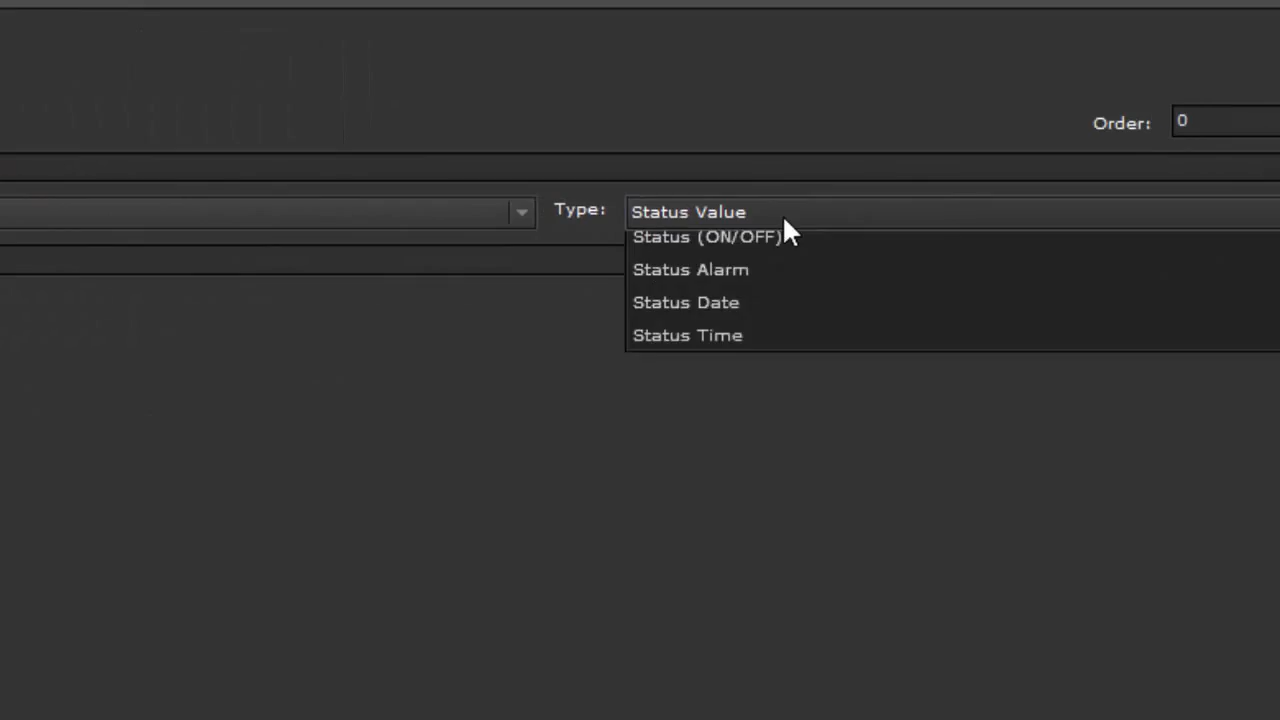 Order: 0
Type: Status Value
Status (ON/OFF)
Status Alarm
Status Date
Status Time